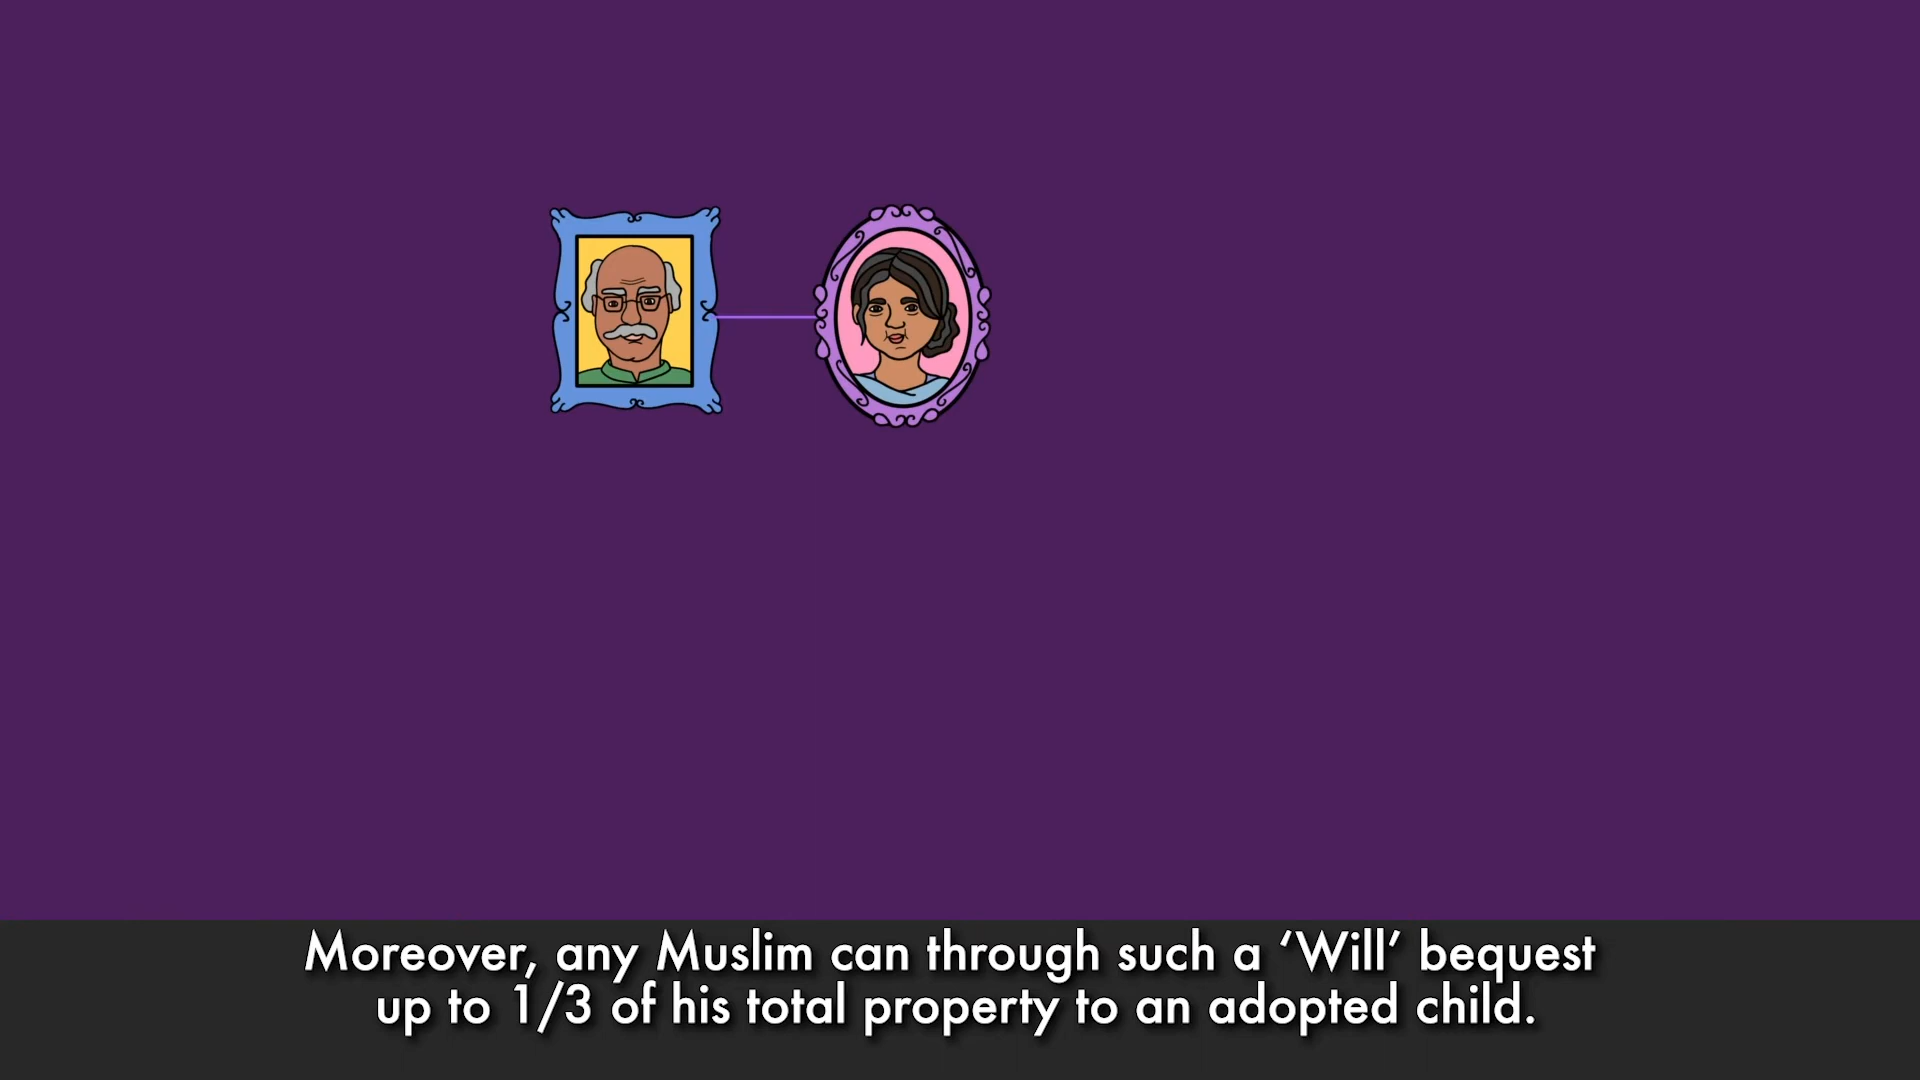 Moreover, any Muslim can through such a ‘Will’ bequest
up to 1/3 of his total property to an adopted child.